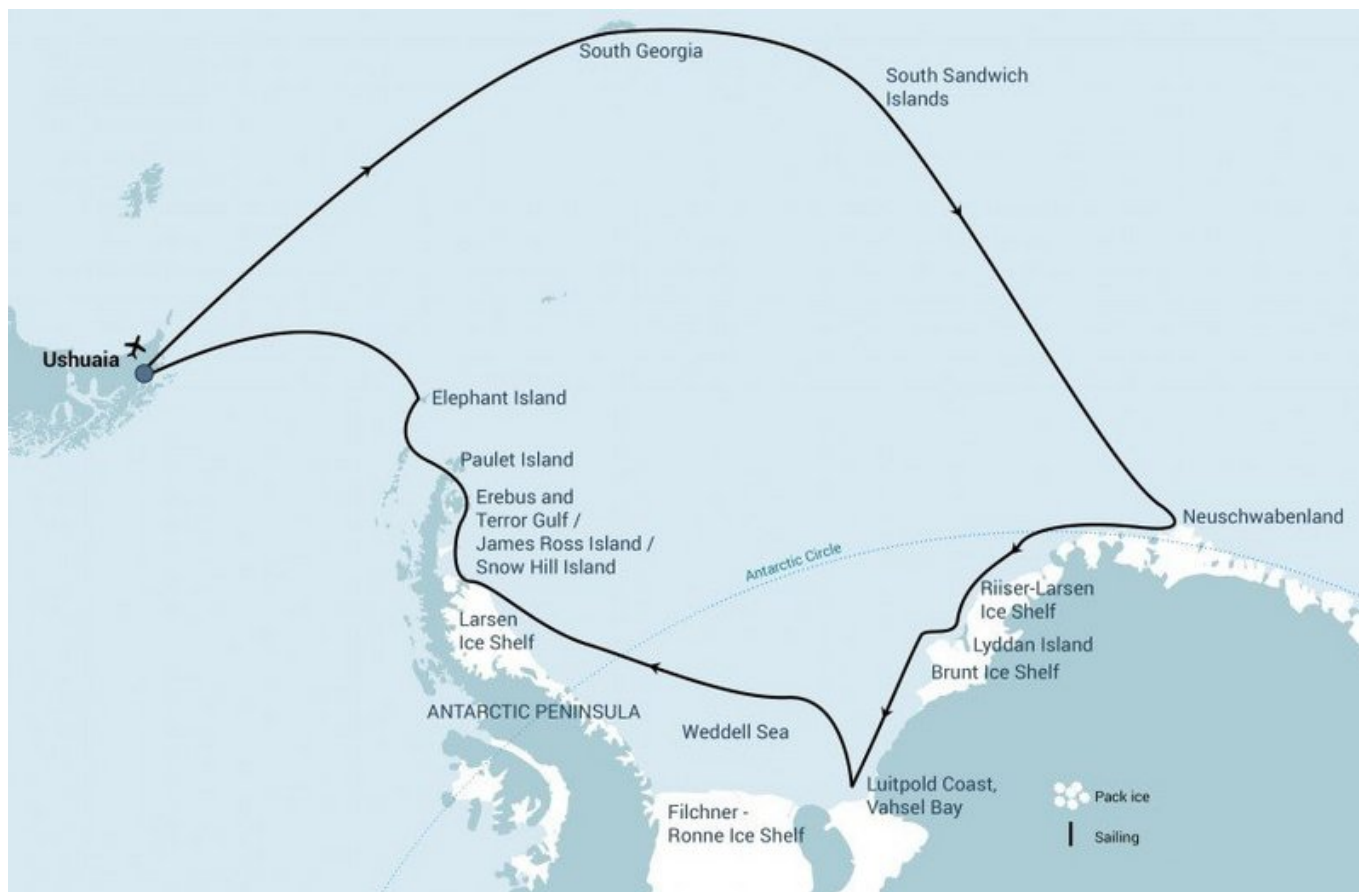 South Georgia
South Sandwich
Islands
Ushuaia
Elephant Island
Paulet Island
Erebus and
Terror Gulf /
James Ross Island /
Snow Hill Island
Neuschwabenland
Antarctic Circle
Riiser-Larsen
Ice Shelf
Larsen
Ice Shelf
Lyddan Island
Brunt Ice Shelf
ANTARCTIC PENINSULA
Weddell Sea
Luitpold Coast,
Vahsel Bay
Filchner -
Ronne Ice Shelf
Pack ice
Sailing